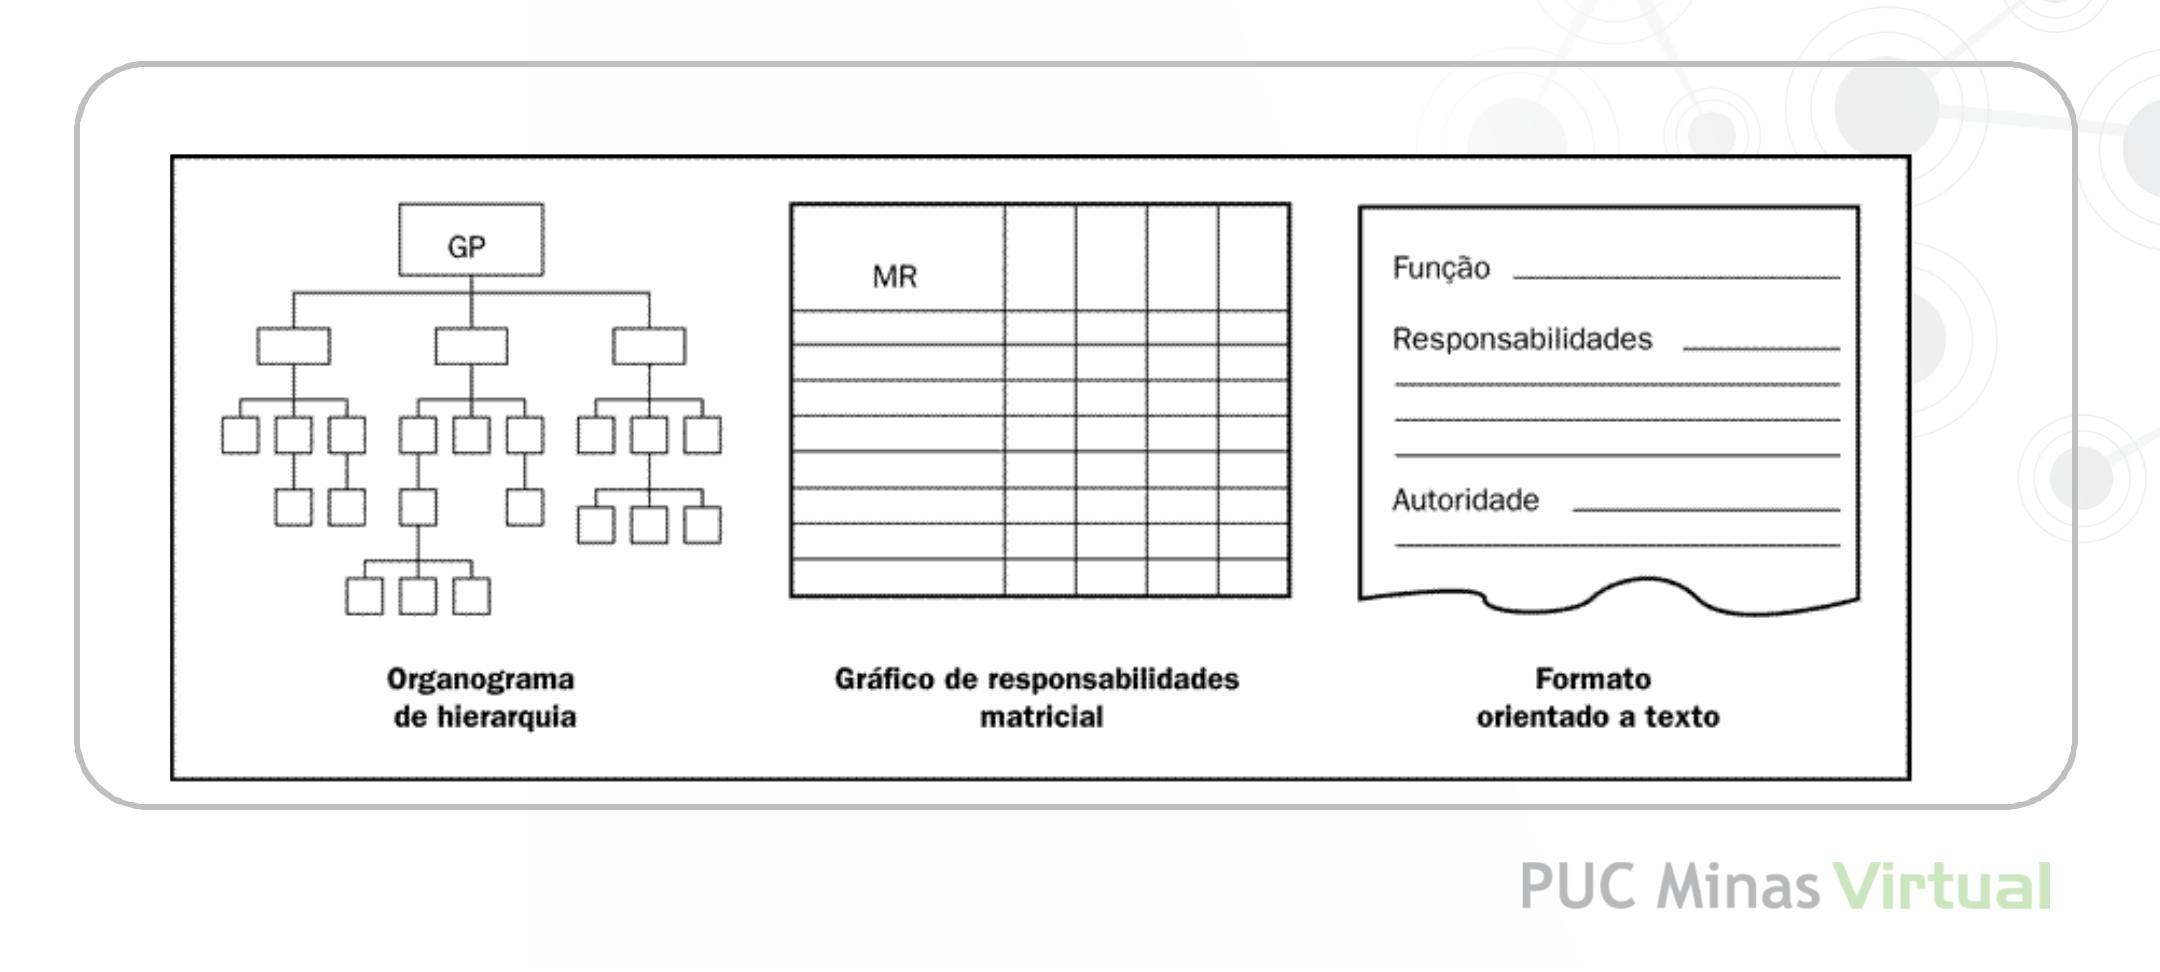 GP
Organograma
de hierarquia
MR
Gráfico de responsabilidades
matricial
Função
Responsabilidades
Autoridade
Formato
orientado a texto
PUC Minas Virtual